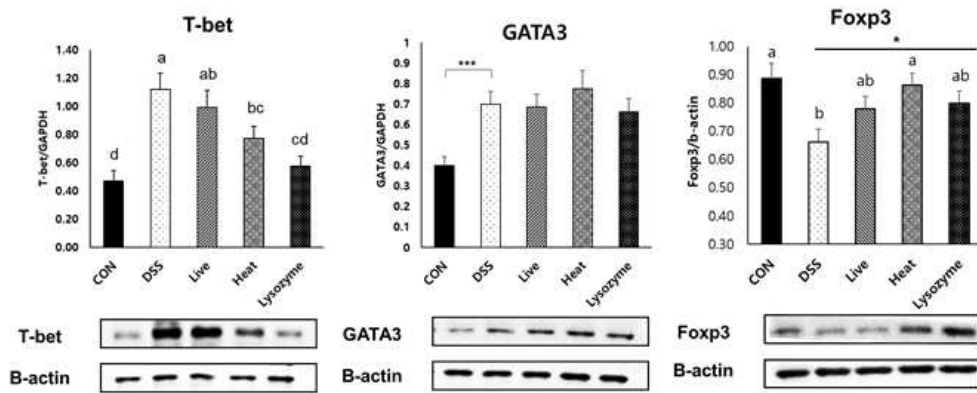 T-bet
T-bet/GAPDH
1.40
1.20
1.00
0.80
0.60
0.40
0.20
0.00
d
a
ab
bc
cd
CON
DSS
Live
Heat
Lysozyme
T-bet
B-actin
GATA3
GATA3/GAPDH
1
0.9
0.8
0.7
0.6
0.5
0.4
0.3
0.2
0.1
0
***
CON
DSS
Live
Heat
Lysozyme
GATA3
B-actin
Foxp3
Foxp3/b-actin
1.00
0.90
0.80
0.70
0.60
0.50
0.40
0.30
*
a
b
ab
a
ab
CON
DSS
Live
Heat
Lysozyme
Foxp3
B-actin